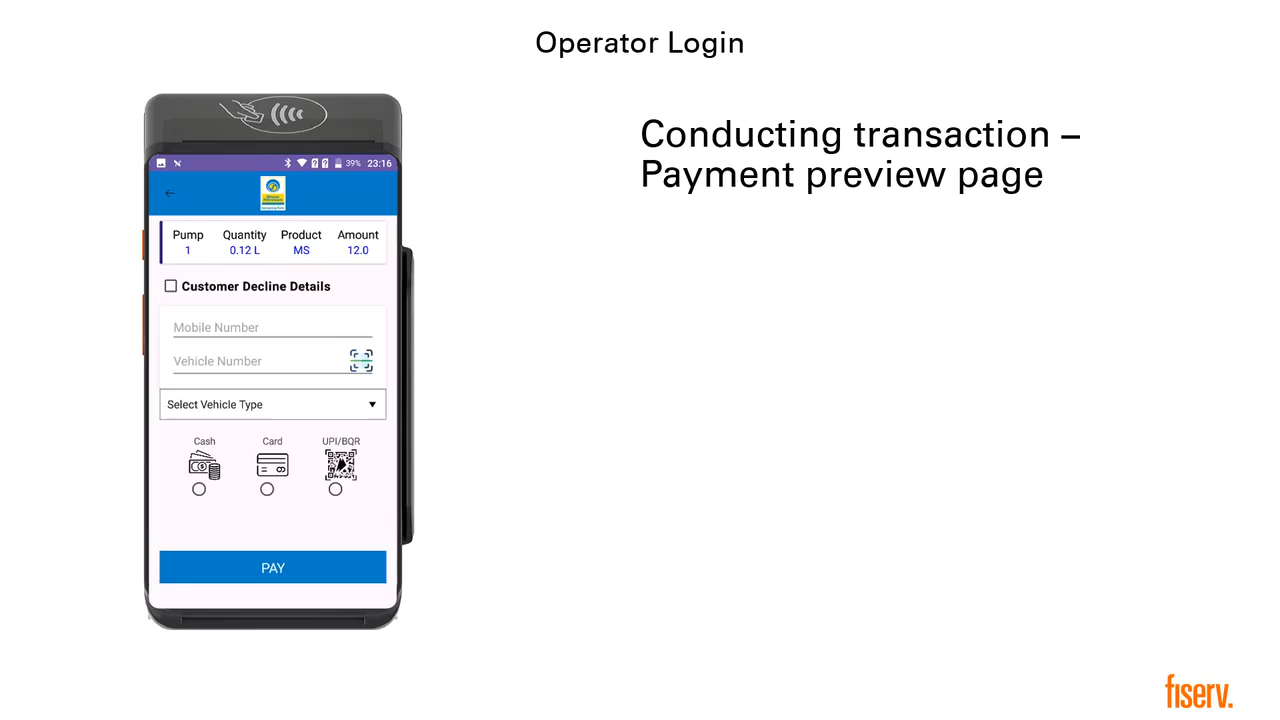 Operator Login
Conducting transaction –
Payment preview page
39% 23:16
Pump Quantity Product Amount
1 0.12 L MS 12.0
Customer Decline Details
Mobile Number
Vehicle Number
Select Vehicle Type
Cash Card UPI/BQR
PAY
fiserv.